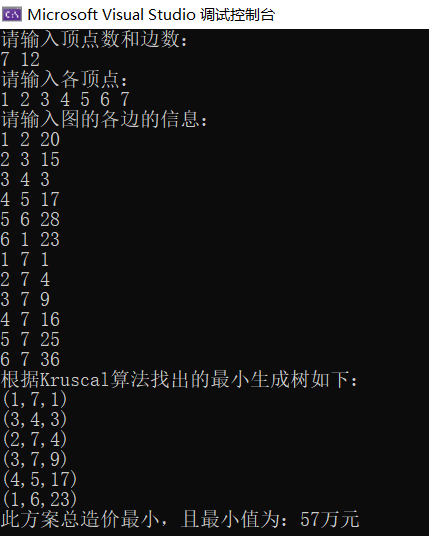 Microsoft Visual Studio 调试控制台
请输入顶点数和边数:
7 12
请输入各顶点:
1 2 3 4 5 6 7
请输入图的各边的信息:
1 2 20
2 3 15
3 4 3
4 5 17
5 6 28
6 1 23
1 7 1
2 7 4
3 7 9
4 7 16
5 7 25
6 7 36
根据Kruscal算法找出的最小生成树如下:
(1,7,1)
(3,4,3)
(2,7,4)
(3,7,9)
(4,5,17)
(1,6,23)
此方案总造价最小，且最小值为: 57万元